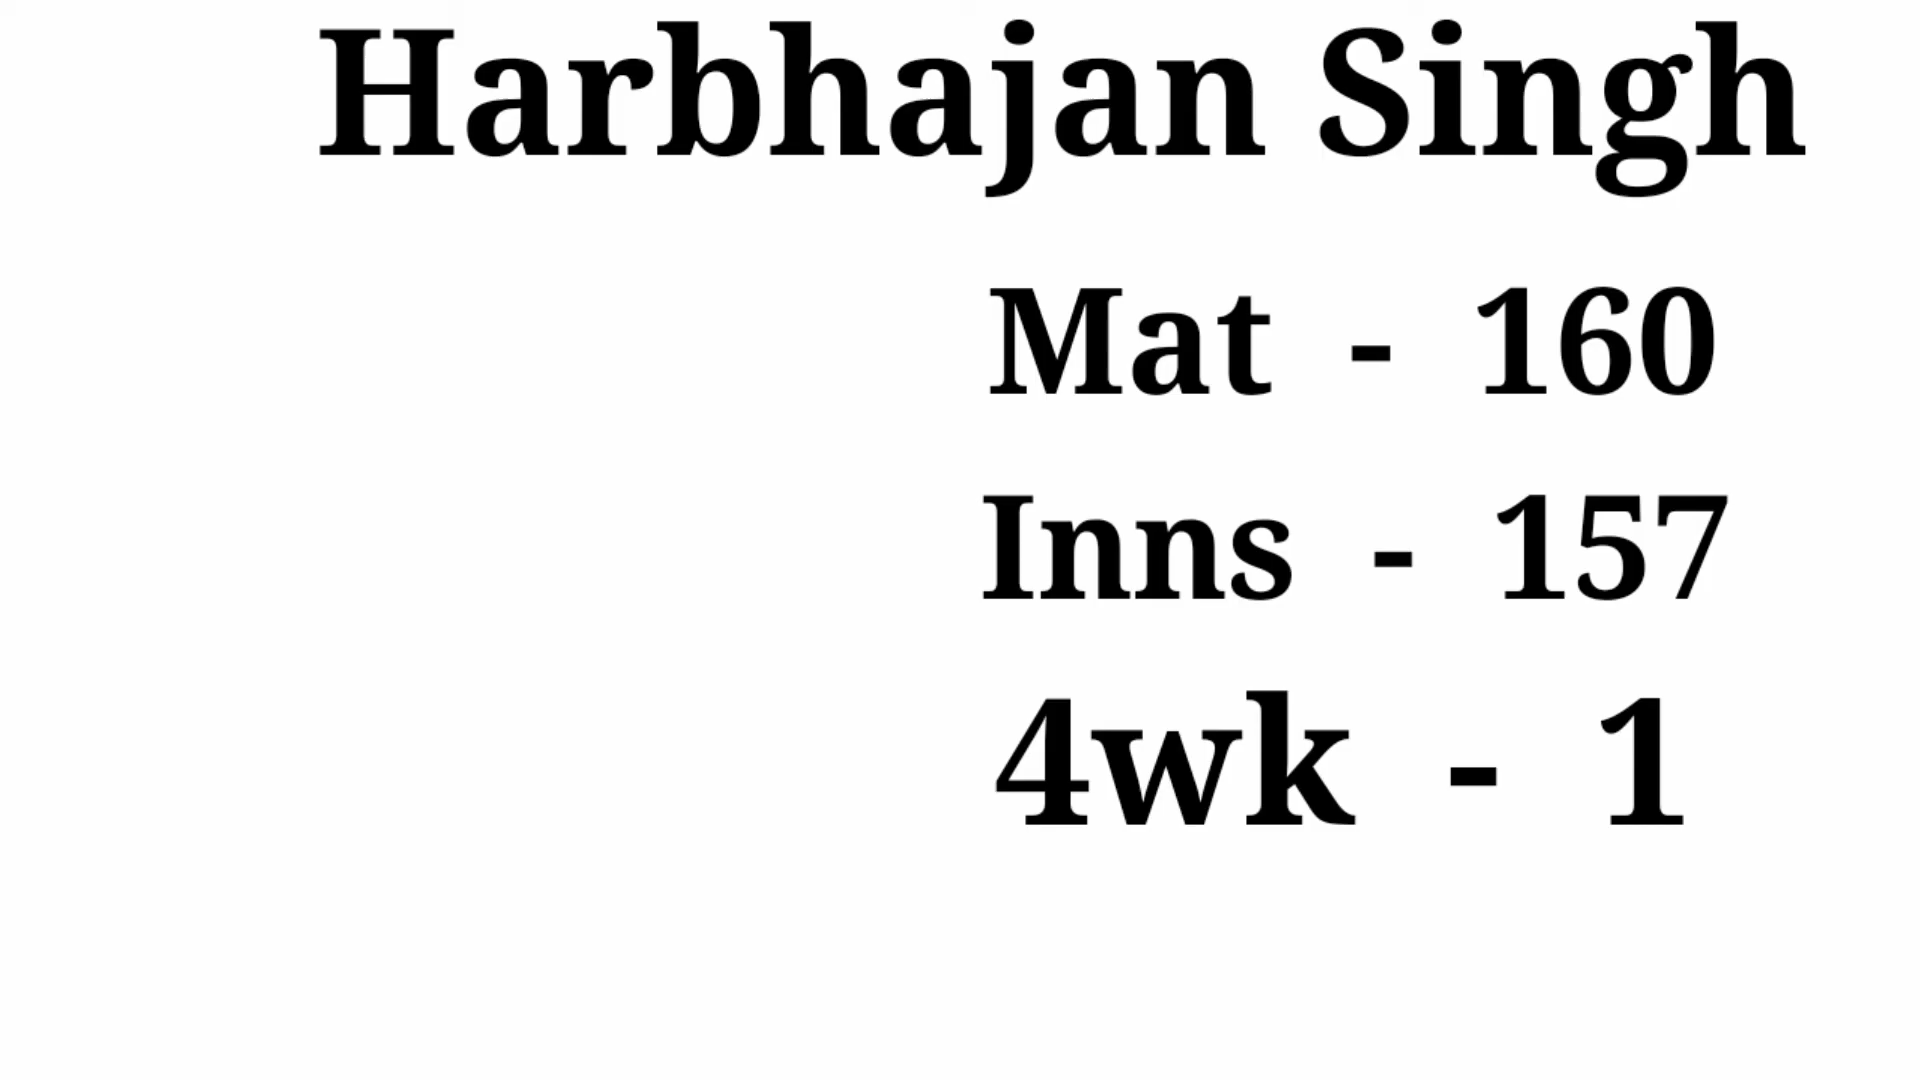 Harbhajan Singh
Mat - 160
Inns - 157
4wk - 1